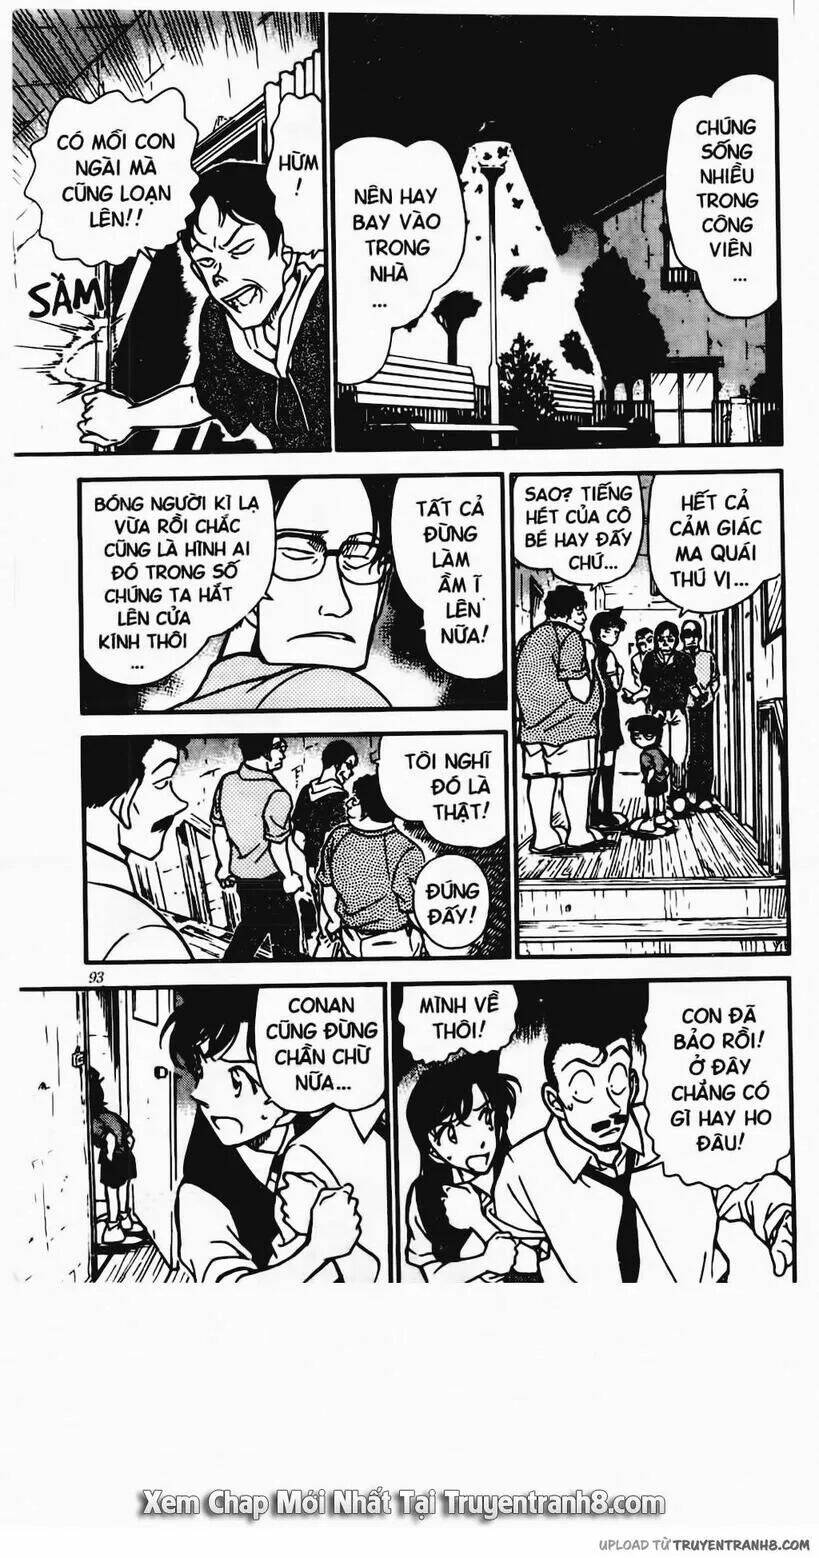 CHÚNG
SỐNG
NHIỀU
TRONG
CÔNG
VIÊN
...
NÊN HAY
BAY VÀO
TRONG
NHÀ
...
HỪM
!
CÓ MỖI CON
NGÀI MÀ
CŨNG LOẠN
LÊN!!
SẦM
HẾT CẢ
CẢM GIÁC
MA QUÁI
THÚ VỊ...
SAO? TIẾNG
HÉT CỦA CÔ
BÉ HAY ĐẤY
CHỨ...
TẤT CẢ
ĐỪNG
LÀM
ẦM Ĩ
LÊN
NỮA!
BÓNG NGƯỜI KÌ LẠ
VỪA RỒI CHẮC
CŨNG LÀ HÌNH AI
ĐÓ TRONG SỐ
CHÚNG TA HẮT
LÊN CỬA
KÍNH THÔI
...
TÔI NGHĨ
ĐÓ LÀ
THẬT!
ĐÚNG
ĐẤY!
93
CON ĐÃ
BẢO RỒI!
Ở ĐÂY
CHẲNG CÓ
GÌ HAY HO
ĐÂU!
MÌNH VỀ
THÔI!
CONAN
CŨNG ĐỪNG
CHẦN CHỪ
NỮA...
Xem Chap Mới Nhất Tại Truyentranh8.com
UPLOAD TỪ TRUYENTRANH8.COM